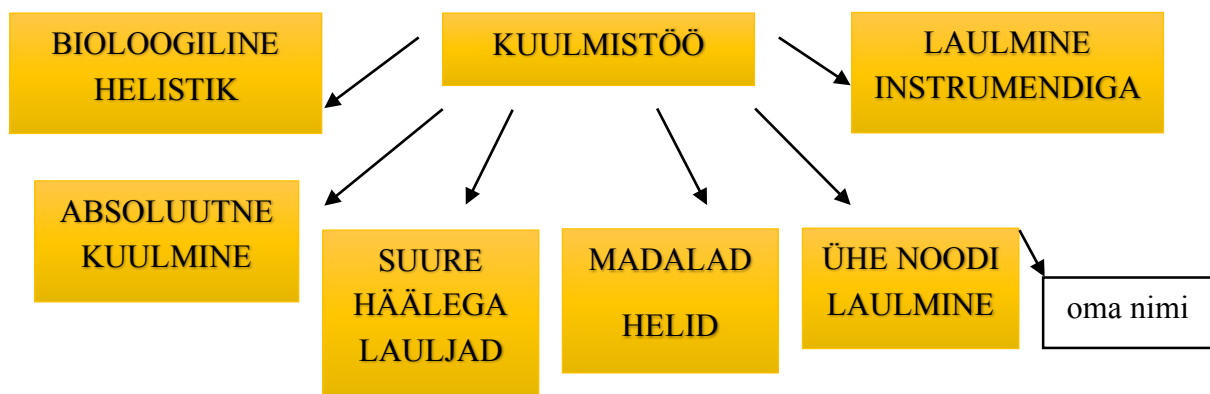 BIOLOOGILINE
HELISTIK
KUULMISTÖÖ
LAULMINE
INSTRUMENDIGA
ABSOLUUTNE
KUULMINE
SUURE
HÄÄLEGA
LAULJAD
MADALAD
HELID
ÜHE NOODI
LAULMINE
oma nimi